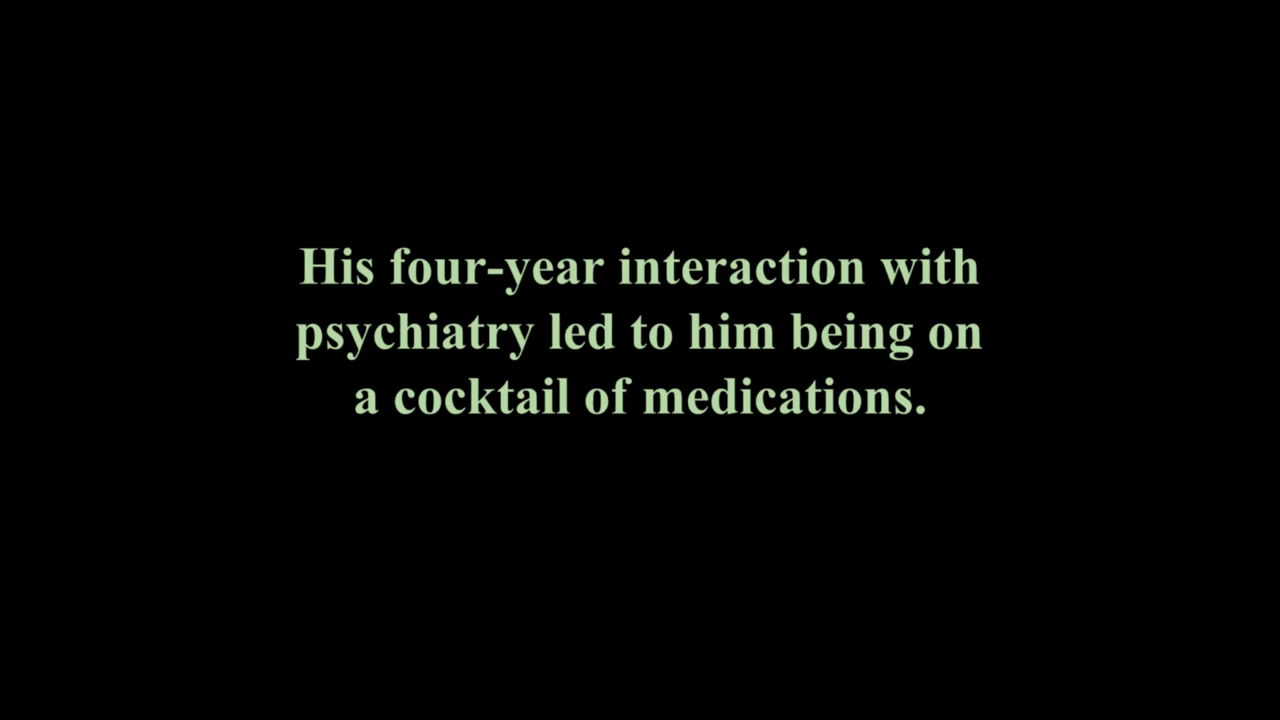 His four-year interaction with
psychiatry led to him being on
a cocktail of medications.